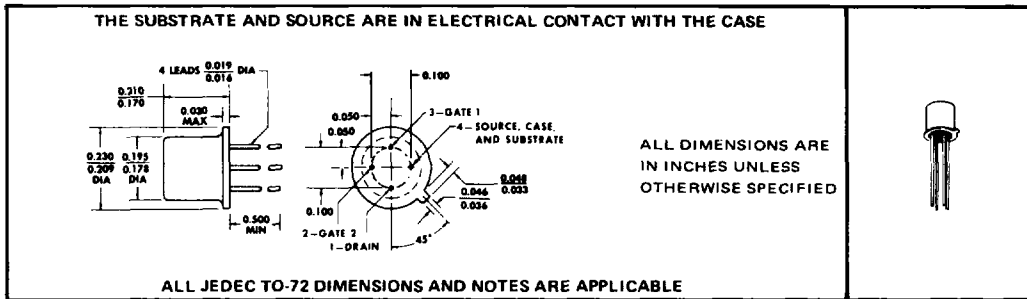 THE SUBSTRATE AND SOURCE ARE IN ELECTRICAL CONTACT WITH THE CASE
4 LEADS 0.019 DIA
0.016
0.100
0.210
0.170
0.030
MAX
0.050
0.050
3–GATE 1
4– SOURCE, CASE,
AND SUBSTRATE
0.230
0.209
DIA
0.195
0.178
DIA
ALL DIMENSIONS ARE
IN INCHES UNLESS
OTHERWISE SPECIFIED
0.048
0.033
0.046
0.036
0.100
0.500
MIN
2–GATE 2
1–DRAIN
45°
ALL JEDEC TO-72 DIMENSIONS AND NOTES ARE APPLICABLE